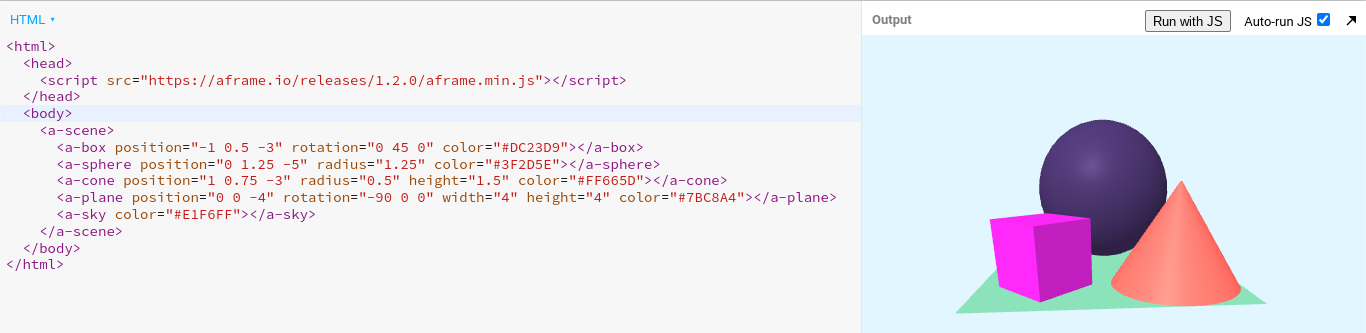 HTML
Output
Run with JS
Auto-run JS
<html>
  <head>
    <script src="https://aframe.io/releases/1.2.0/aframe.min.js"></script>
  </head>
  <body>
    <a-scene>
      <a-box position="-1 0.5 -3" rotation="0 45 0" color="#DC23D9"></a-box>
      <a-sphere position="0 1.25 -5" radius="1.25" color="#3F2D5E"></a-sphere>
      <a-cone position="1 0.75 -3" radius="0.5" height="1.5" color="#FF665D"></a-cone>
      <a-plane position="0 0 -4" rotation="-90 0 0" width="4" height="4" color="#7BC8A4"></a-plane>
      <a-sky color="#E1F6FF"></a-sky>
    </a-scene>
  </body>
</html>